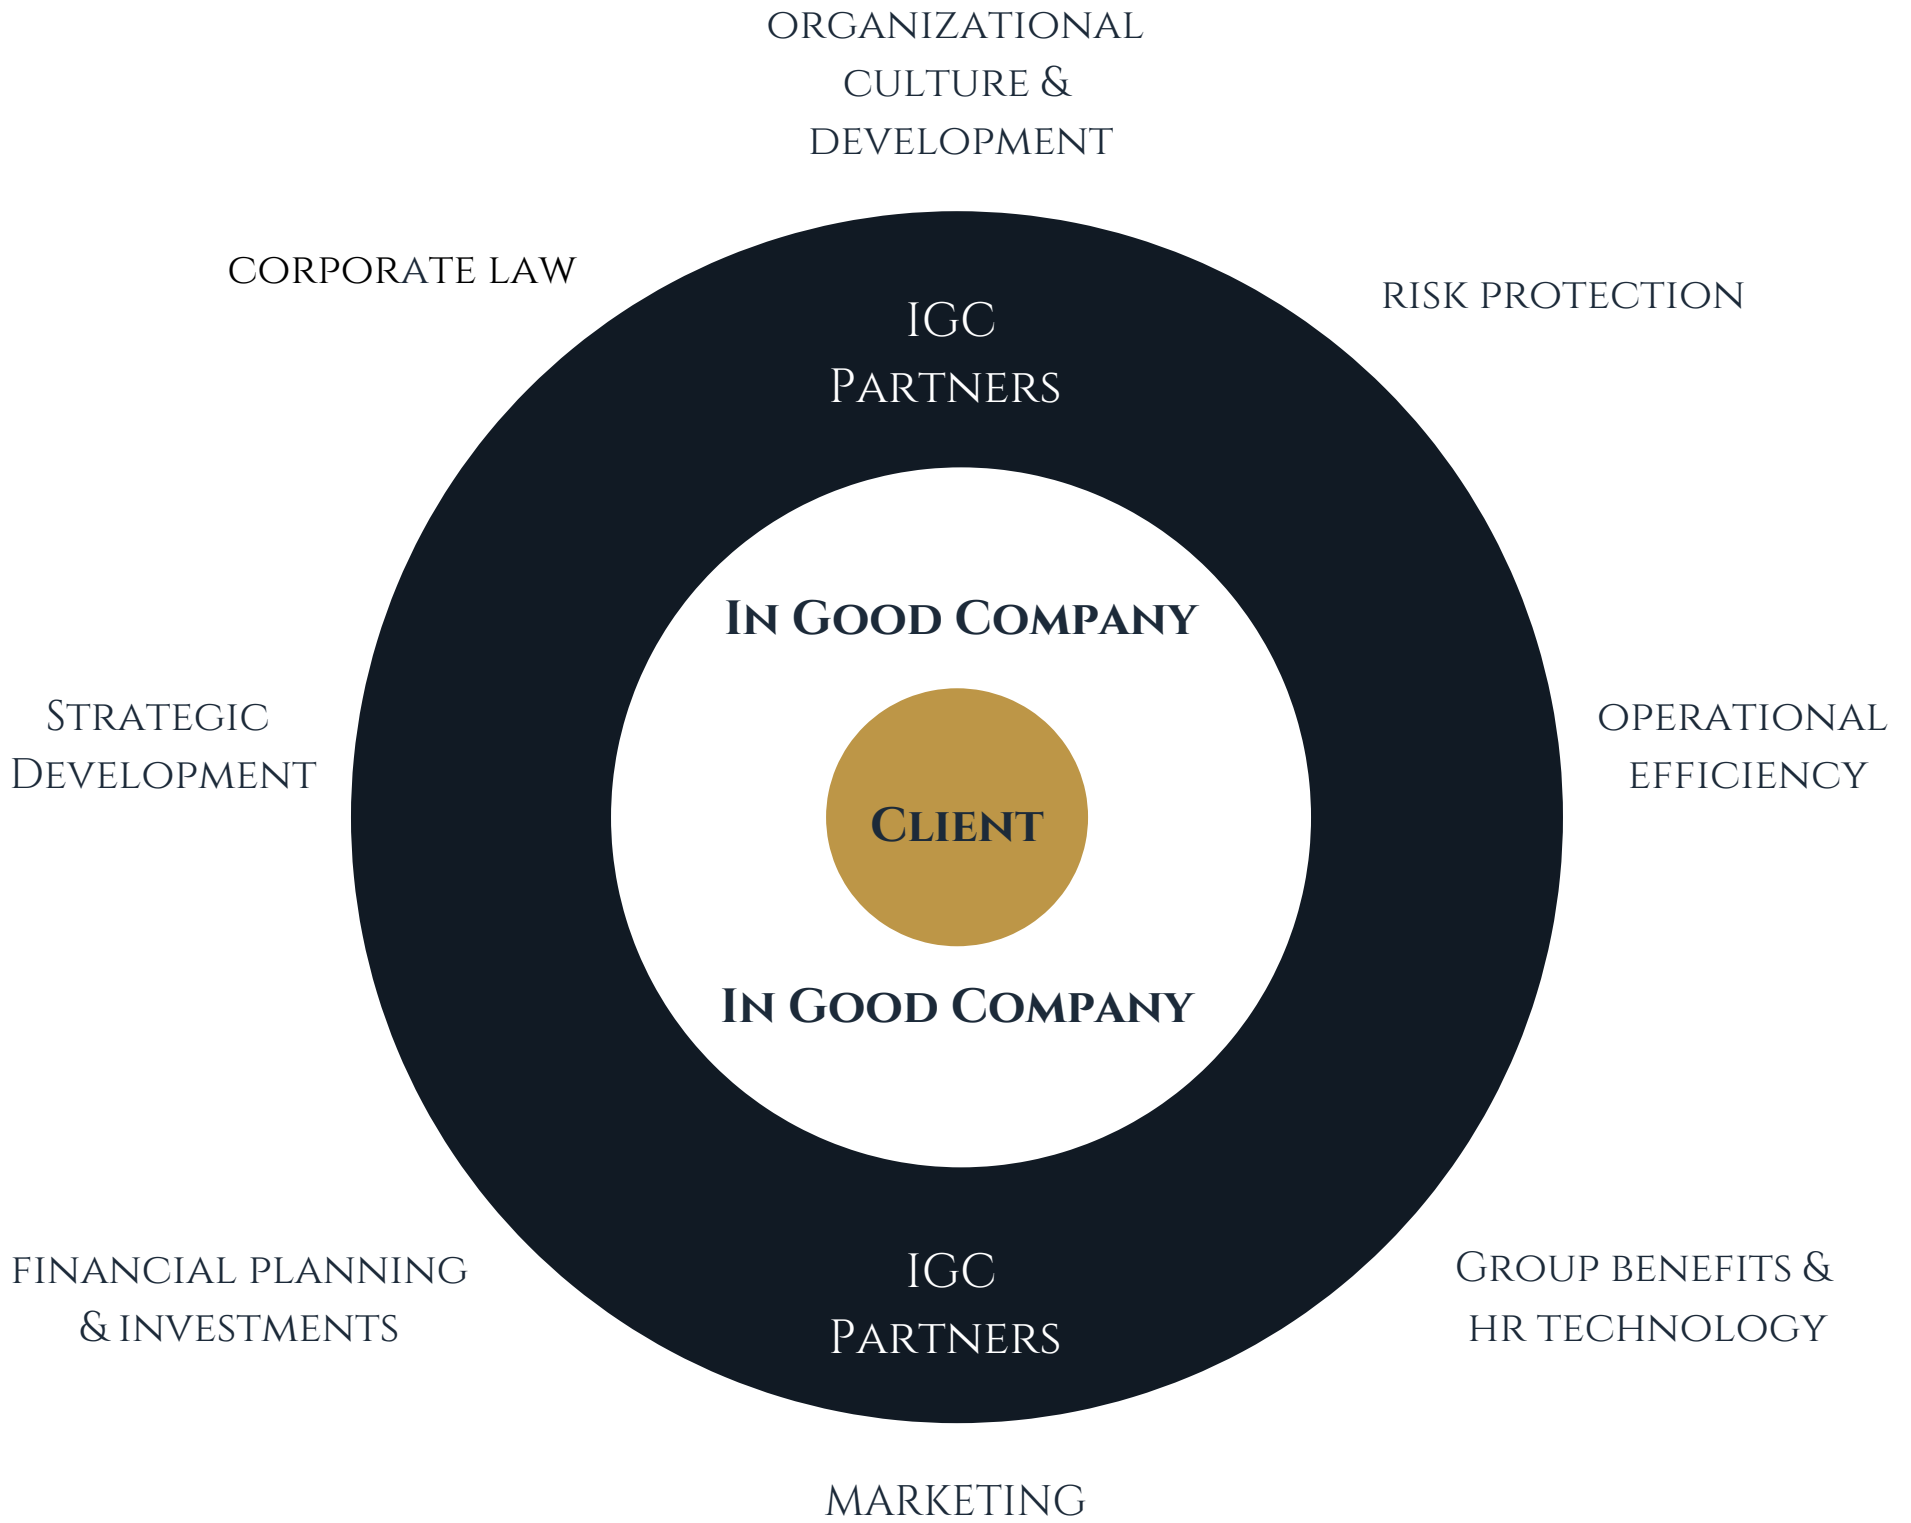 ORGANIZATIONAL
CULTURE &
DEVELOPMENT
CORPORATE LAW
RISK PROTECTION
IGC
PARTNERS
IN GOOD COMPANY
STRATEGIC
DEVELOPMENT
OPERATIONAL
EFFICIENCY
CLIENT
IN GOOD COMPANY
FINANCIAL PLANNING
& INVESTMENTS
IGC
PARTNERS
GROUP BENEFITS &
HR TECHNOLOGY
MARKETING